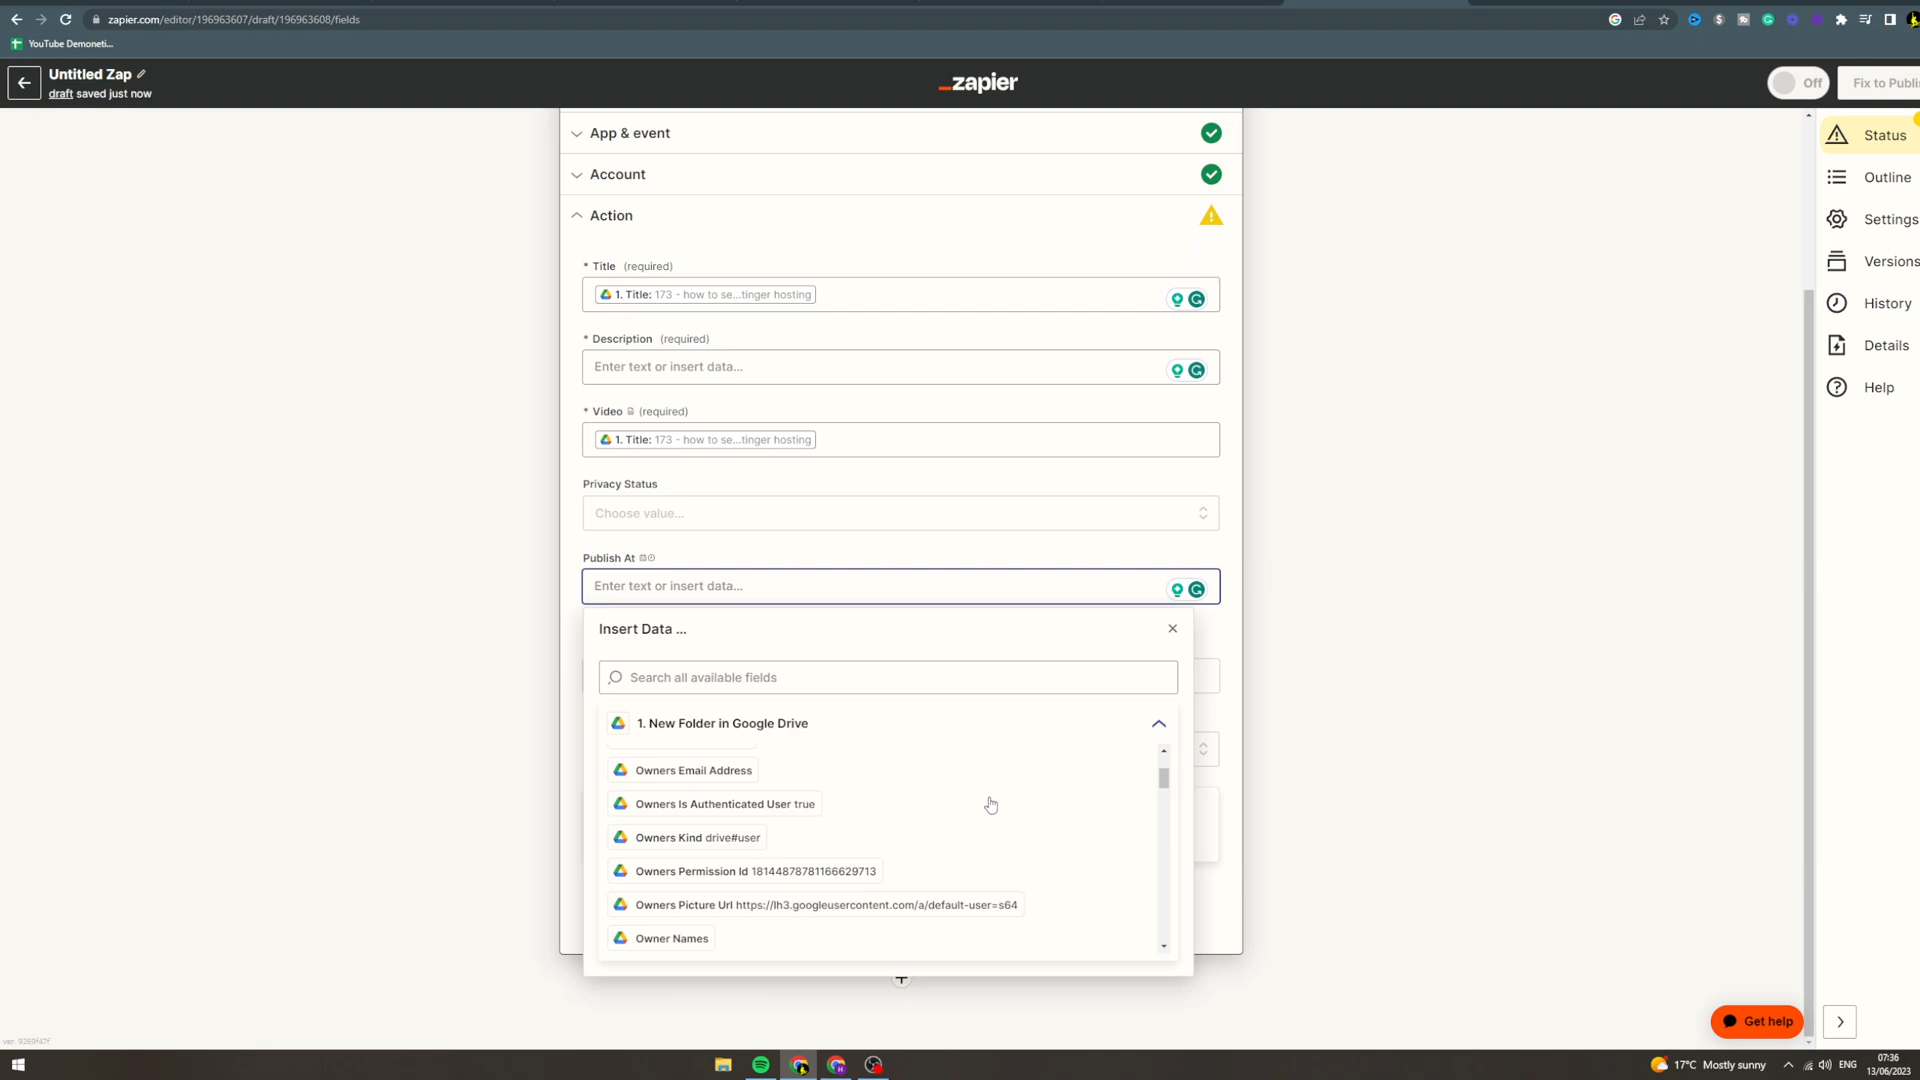 zapier.com/editor/196963607/draft/196963608/fields
YouTube Demoneti...
Untitled Zap
draft saved just now
zapier
Off
Fix to Publi
App & event
Account
Action
* Title (required)
1. Title: 173 - how to se...tinger hosting
* Description (required)
Enter text or insert data...
* Video (required)
1. Title: 173 - how to se...tinger hosting
Privacy Status
Choose value...
Publish At
Enter text or insert data...
Insert Data ...
Search all available fields
1. New Folder in Google Drive
Owners Email Address
Owners Is Authenticated User true
Owners Kind drive#user
Owners Permission Id 18144878781166629713
Owners Picture Url https://lh3.googleusercontent.com/a/default-user=s64
Owner Names
Status
Outline
Settings
Versions
History
Details
Help
Get help
ver. 9269f47f
17°C Mostly sunny
ENG
07:36
13/06/2023